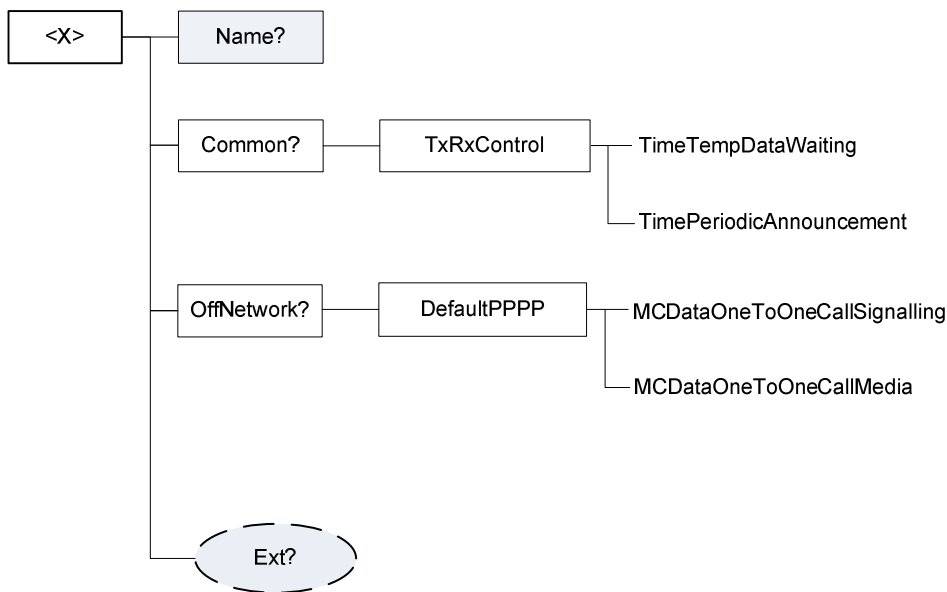 <X>
Name?
Common?
TxRxControl
TimeTempDataWaiting
TimePeriodicAnnouncement
OffNetwork?
DefaultPPPP
MCDataOneToOneCallSignalling
MCDataOneToOneCallMedia
Ext?